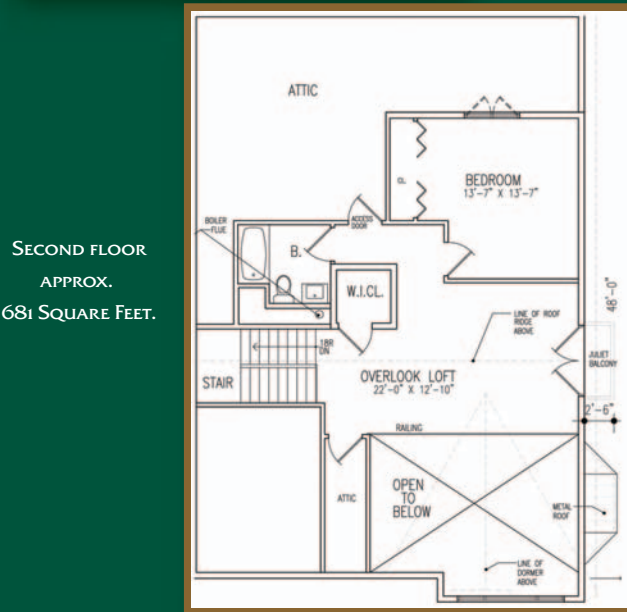 SECOND FLOOR
APPROX.
681 SQUARE FEET.
ATTIC
CL.
BEDROOM
13'-7" X 13'-7"
BOILER
FLUE
ACCESS
DOOR
B.
W.I.CL.
LINE OF ROOF
RIDGE
ABOVE
48'-0"
18R
DN
STAIR
OVERLOOK LOFT
22'-0" X 12'-10"
JULIET
BALCONY
2'-6"
RAILING
ATTIC
OPEN
TO
BELOW
METAL
ROOF
LINE OF
DORMER
ABOVE